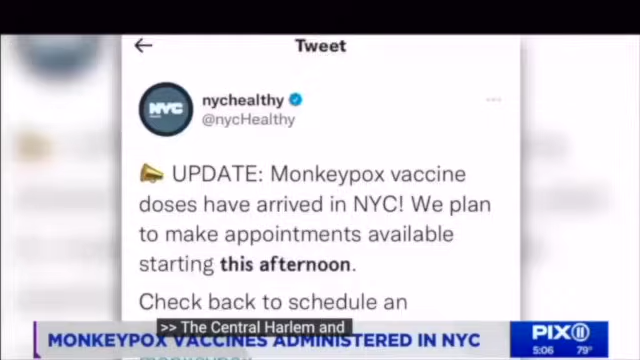 Tweet
NYC
nychealthy
@nycHealthy
UPDATE: Monkeypox vaccine
doses have arrived in NYC! We plan
to make appointments available
starting this afternoon.
Check back to schedule an
>> The Central Harlem and
MONKEYPOX VACCINES ADMINISTERED IN NYC
PIX11
5:06 79°